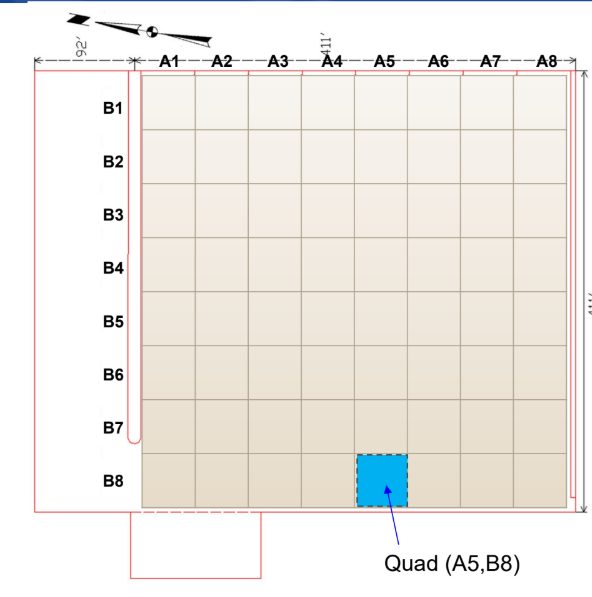 92'
411'
A1 A2 A3 A4 A5 A6 A7 A8
B1
B2
B3
B4
B5
B6
B7
B8
Quad (A5,B8)